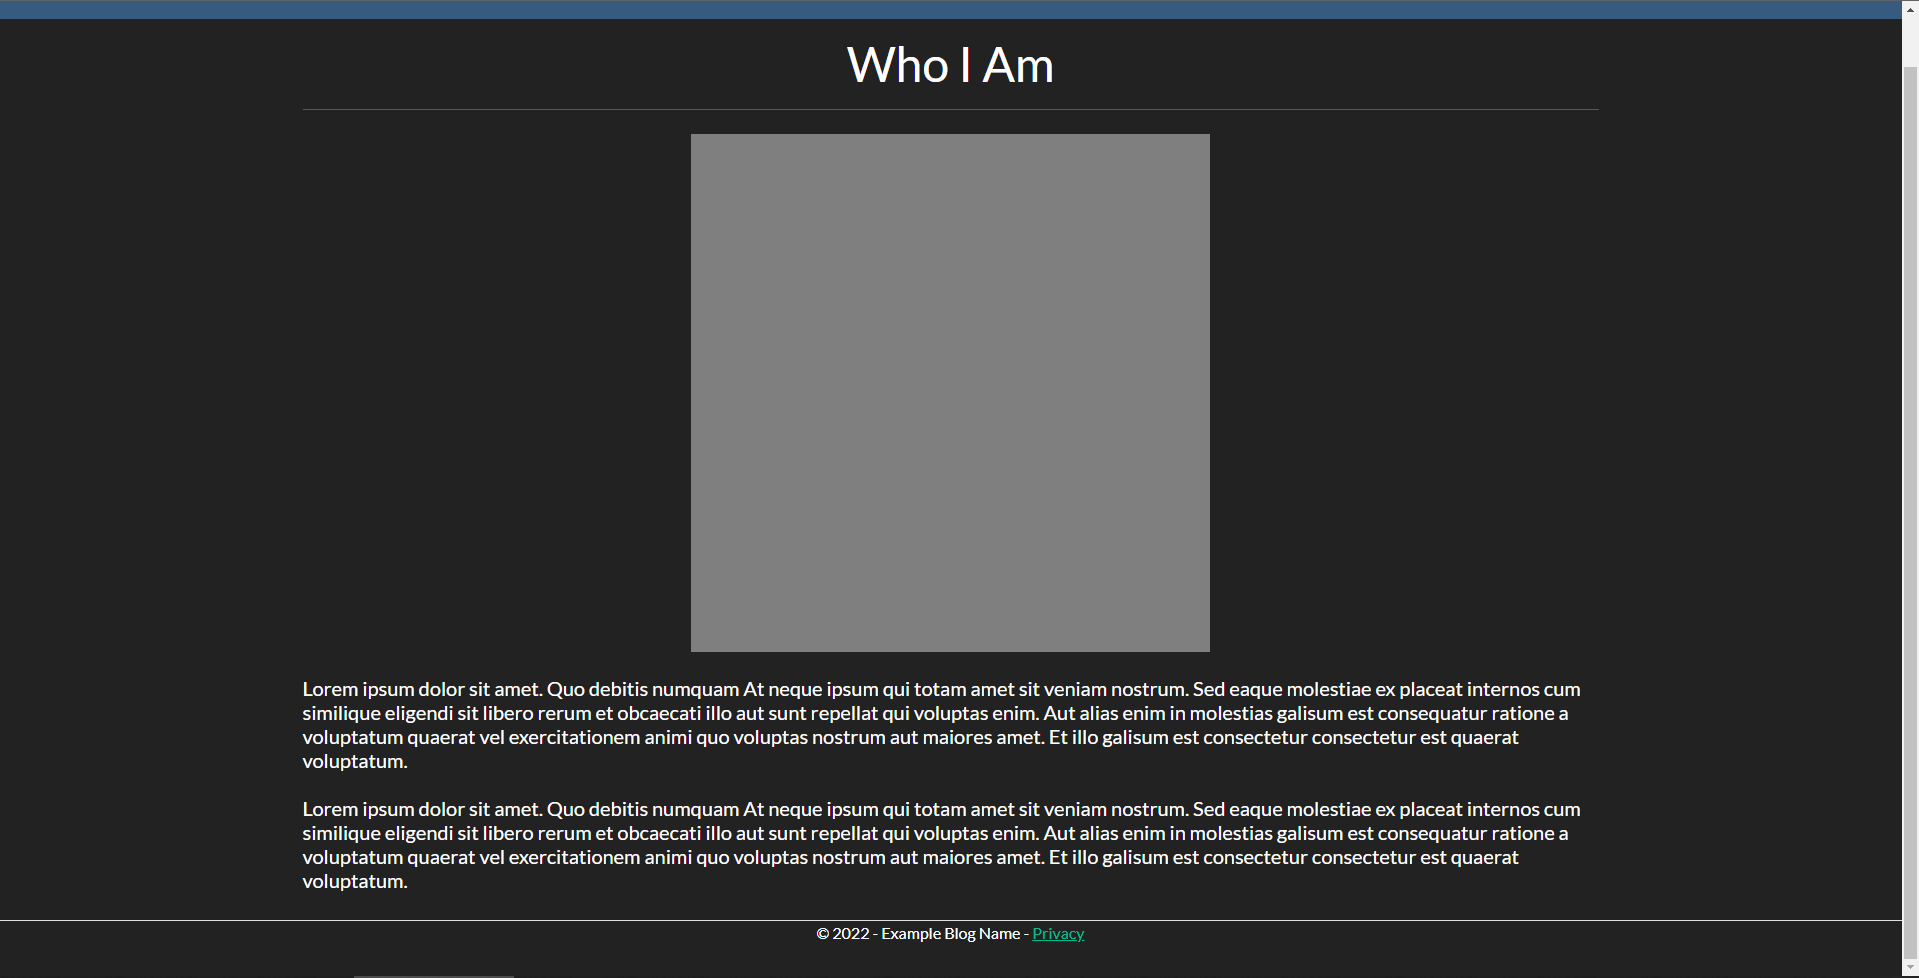 Who I Am
Lorem ipsum dolor sit amet. Quo debitis numquam At neque ipsum qui totam amet sit veniam nostrum. Sed eaque molestiae ex placeat internos cum
similique eligendi sit libero rerum et obcaecati illo aut sunt repellat qui voluptas enim. Aut alias enim in molestias galisum est consequatur ratione a
voluptatum quaerat vel exercitationem animi quo voluptas nostrum aut maiores amet. Et illo galisum est consectetur consectetur est quaerat
voluptatum.
Lorem ipsum dolor sit amet. Quo debitis numquam At neque ipsum qui totam amet sit veniam nostrum. Sed eaque molestiae ex placeat internos cum
similique eligendi sit libero rerum et obcaecati illo aut sunt repellat qui voluptas enim. Aut alias enim in molestias galisum est consequatur ratione a
voluptatum quaerat vel exercitationem animi quo voluptas nostrum aut maiores amet. Et illo galisum est consectetur consectetur est quaerat
voluptatum.
© 2022 - Example Blog Name - Privacy